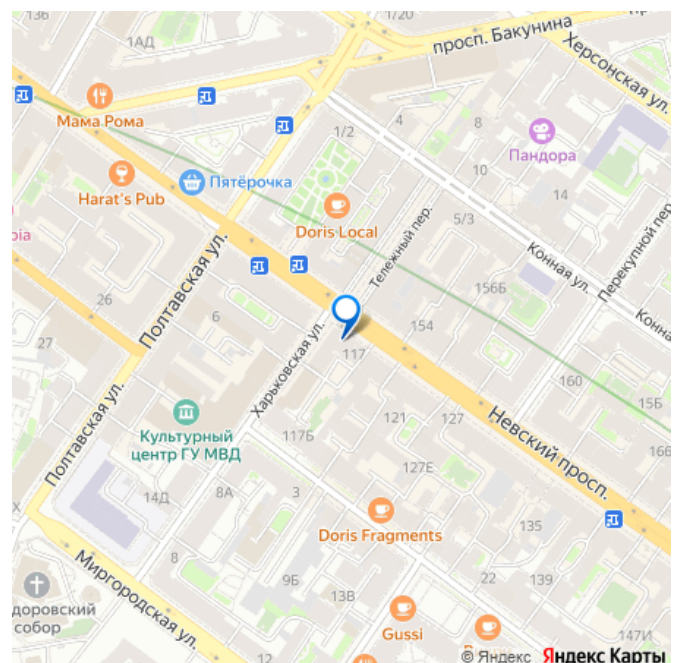 13б
1/20
просп. Бакунина
Херсонская ул.
1АД
Мама Рома
1/2
4
8
Пандора
10
14
Harat's Pub
Пятёрочка
Doris Local
5/3
Тележный пер.
Конная ул.
Перекупной пер.
Полтавская ул.
26
27
6
156Б
154
Конна
Харьковская ул.
117
160
15Б
Полтавская ул.
Культурный
центр ГУ МВД
117Б
121
127
Невский просп.
166
127Е
14Д
8А
3
Doris Fragments
135
8
9Б
13В
22
139
Миргородская ул.
доровский
собор
Gussi
147И
12
© Яндекс Яндекс Карты